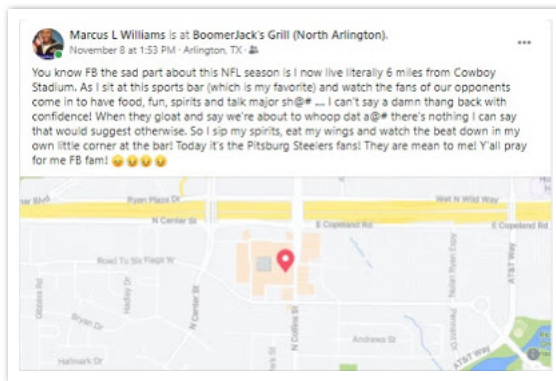 Marcus L Williams is at BoomerJack's Grill (North Arlington).
November 8 at 1:53 PM · Arlington, TX ·
You know FB the sad part about this NFL season is I now live literally 6 miles from Cowboy
Stadium. As I sit at this sports bar (which is my favorite) and watch the fans of our opponents
come in to have food, fun, spirits and talk major sh@# .... I can't say a damn thang back with
confidence! When they gloat and say we're about to whoop dat a@# there's nothing I can say
that would suggest otherwise. So I sip my spirits, eat my wings and watch the beat down in my
own little corner at the bar! Today it's the Pitsburg Steelers fans! They are mean to me! Y'all pray
for me FB fam!
Ryan Plaza Dr
Wet N Wild Way
N Center St
E Copeland Rd
E Copeland Rd
Road To Six Flags W
Gibbins Rd
Hadley Dr
N Center St
N Collins St
Nolan Ryan Expy
AT&T Way
Bryan Dr
Andrews St
Hallmark Dr
AT&T Way